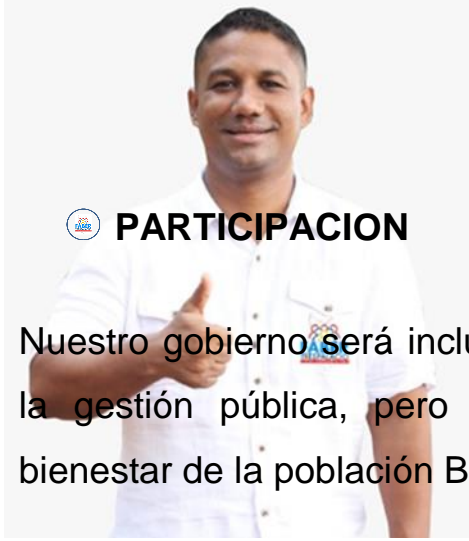 PARTICIPACION
Nuestro gobierno será inclu
la gestión pública, pero
bienestar de la población B